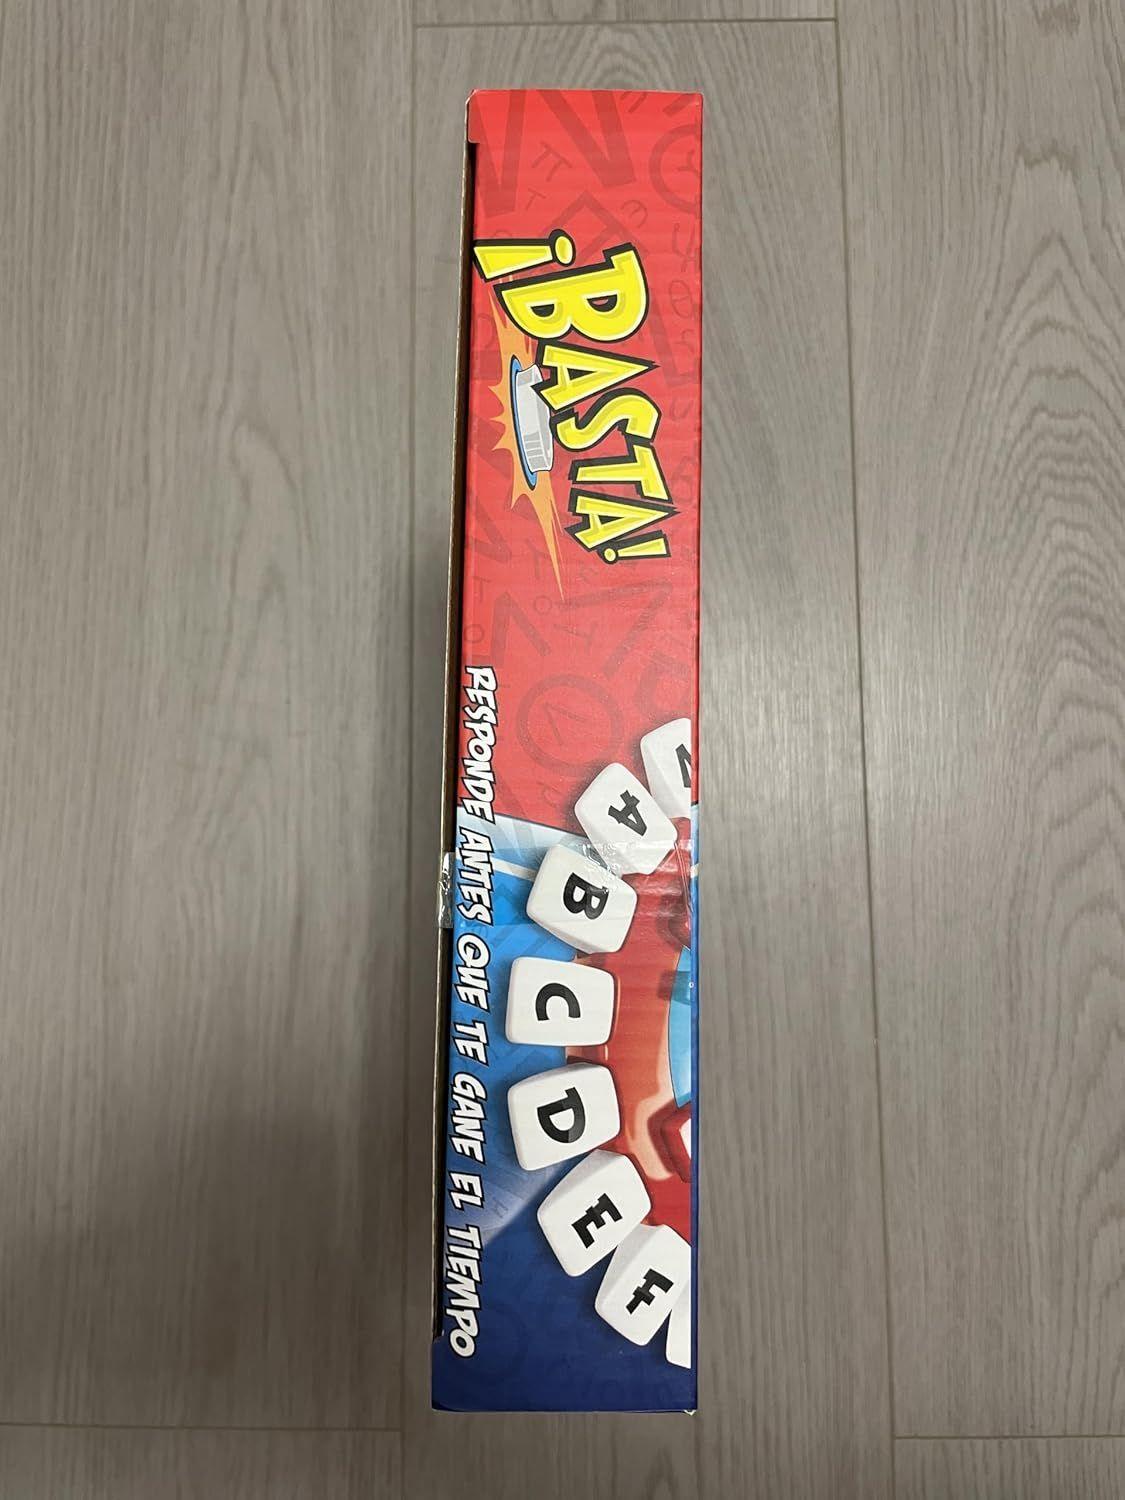 ¡BASTA!
RESPONDE ANTES QUE TE GANE EL TIEMPO
A
B
C
D
E